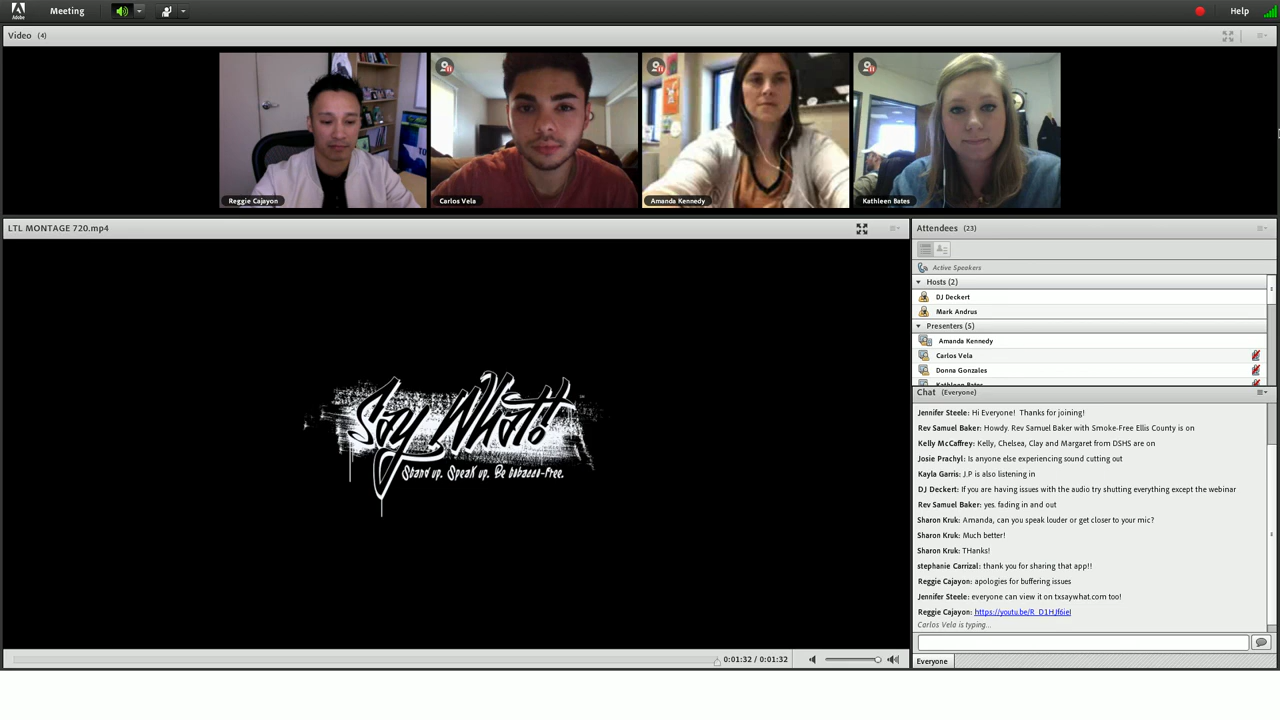 Adobe
Meeting
Help
Video (4)
Reggie Cajayon
Carlos Vela
Amanda Kennedy
Kathleen Bates
LTL MONTAGE 720.mp4
Say What!
Stand up. Speak up. Be tobacco-free.
0:01:32 / 0:01:32
Attendees (23)
Active Speakers
Hosts (2)
DJ Deckert
Mark Andrus
Presenters (5)
Amanda Kennedy
Carlos Vela
Donna Gonzales
Kathleen Bates
Chat (Everyone)
Jennifer Steele: Hi Everyone! Thanks for joining!
Rev Samuel Baker: Howdy. Rev Samuel Baker with Smoke-Free Ellis County is on
Kelly McCaffrey: Kelly, Chelsea, Clay and Margaret from DSHS are on
Josie Prachyl: Is anyone else experiencing sound cutting out
Kayla Garris: J.P is also listening in
DJ Deckert: If you are having issues with the audio try shutting everything except the webinar
Rev Samuel Baker: yes. fading in and out
Sharon Kruk: Amanda, can you speak louder or get closer to your mic?
Sharon Kruk: Much better!
Sharon Kruk: THanks!
stephanie Carrizal: thank you for sharing that app!!
Reggie Cajayon: apologies for buffering issues
Jennifer Steele: everyone can view it on txsaywhat.com too!
Reggie Cajayon: https://youtu.be/R_D1HJf6ieI
Carlos Vela is typing...
Everyone